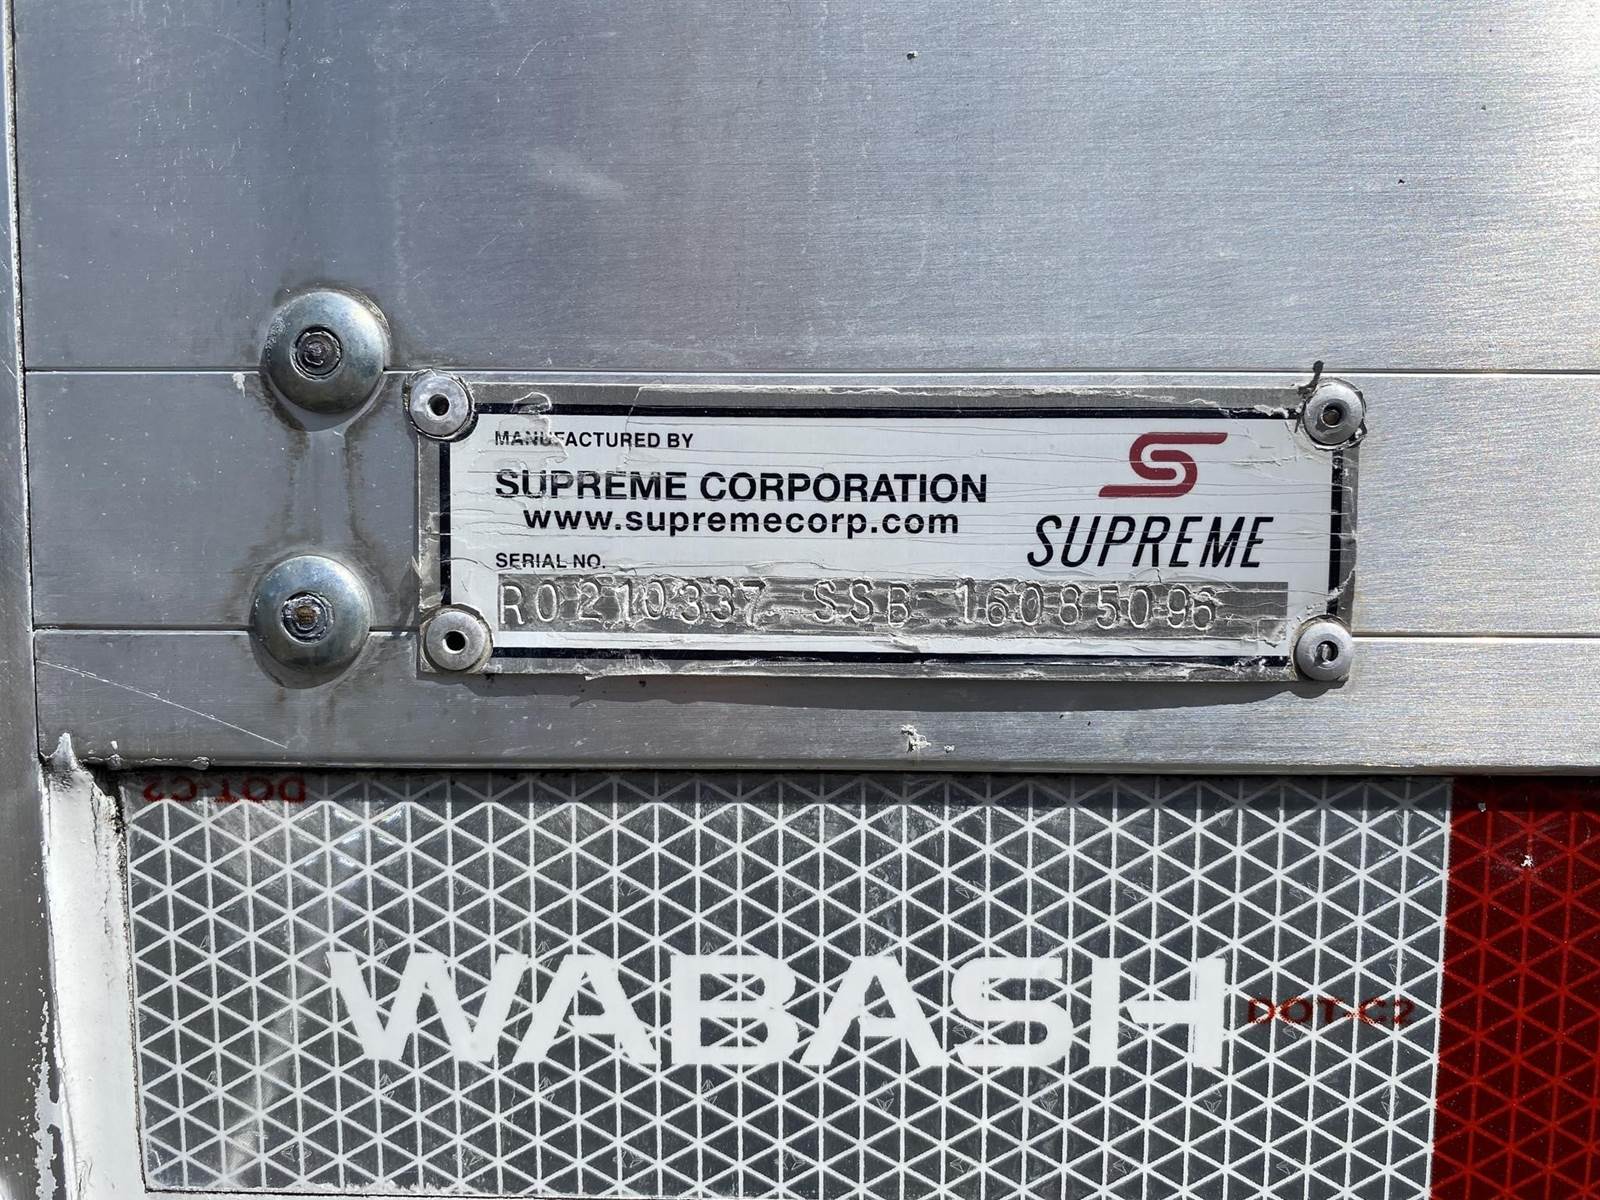 MANUFACTURED BY
SUPREME CORPORATION
www.supremecorp.com
SERIAL NO.
R0210337 SSB 16085096
S
SUPREME
DOT-C2
WABASH
DOT-C2